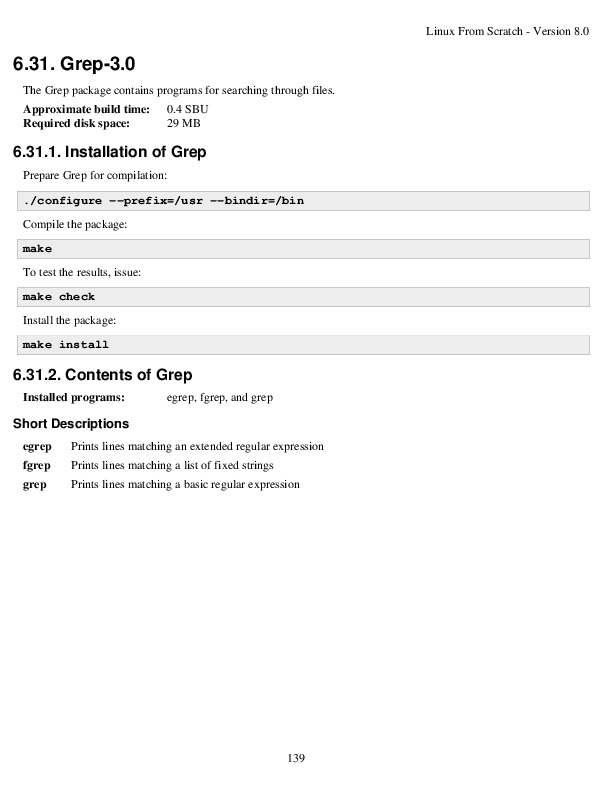 Linux From Scratch - Version 8.0
6.31. Grep-3.0
The Grep package contains programs for searching through files.
Approximate build time: 0.4 SBU
Required disk space: 29 MB
6.31.1. Installation of Grep
Prepare Grep for compilation:
./configure --prefix=/usr --bindir=/bin
Compile the package:
make
To test the results, issue:
make check
Install the package:
make install
6.31.2. Contents of Grep
Installed programs: egrep, fgrep, and grep
Short Descriptions
egrep Prints lines matching an extended regular expression
fgrep Prints lines matching a list of fixed strings
grep Prints lines matching a basic regular expression
139